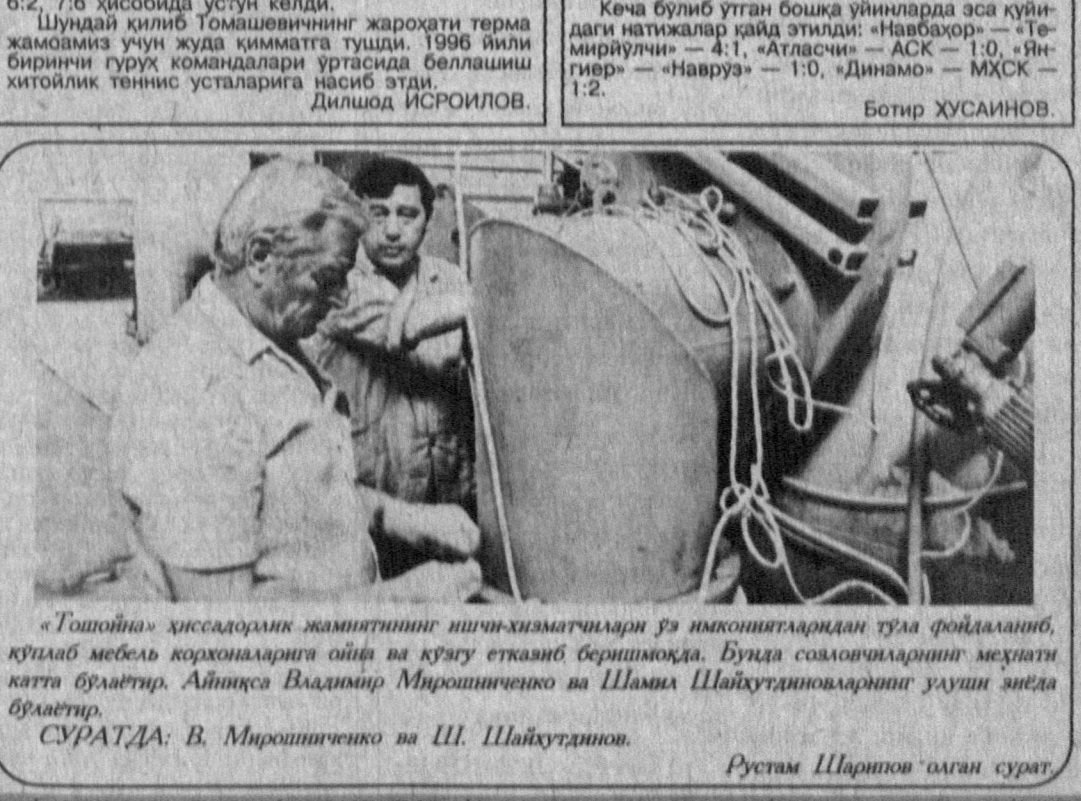 6:2, 7:6 ҳисобида устун келди.
Шундай қилиб Томашевичнинг жароҳати терма
жамоамиз учун жуда қимматга тушди. 1996 йили
биринчи гуруҳ командалари ўртасида беллашиш
хитойлик теннис усталарига насиб этди.
Дилшод ИСРОИЛОВ.
Кеча бўлиб ўтган бошқа ўйинларда эса қуйи-
даги натижалар қайд этилди: «Навбаҳор» — «Те-
мирйўлчи» — 4:1, «Атласчи» — АСК — 1:0, «Ян-
гиер» — «Наврўз» — 1:0, «Динамо» — МҲСК —
1:2.
Ботир ҲУСАИНОВ.
«Тошойна» ҳиссадорлик жамиятининг ишчи-хизматчилари ўз имкониятларидан тўла фойдаланиб,
кўплаб мебель корхоналарига ойна ва кўзгу етказиб беришмоқда. Бунда созловчиларнинг меҳнати
катта бўлаётир. Айниқса Владимир Мирошниченко ва Шамил Шайхутдиновларнинг улуши зиёда
бўлаётир.
СУРАТДА: В. Мирошниченко ва Ш. Шайхутдинов.
Рустам Шарипов олган сурат.